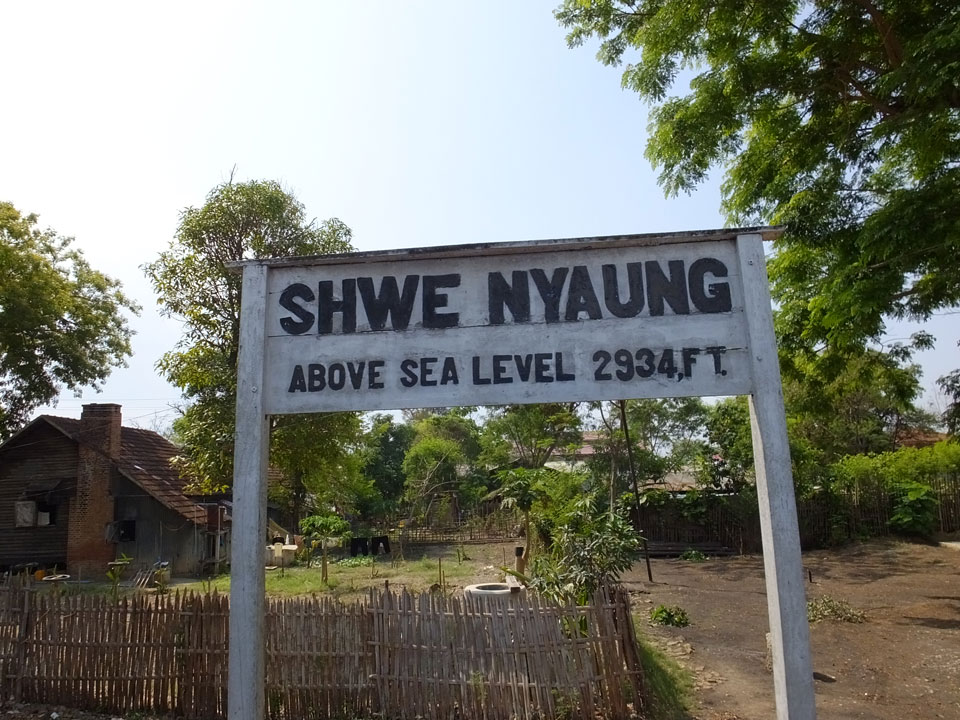 SHWE NYAUNG
ABOVE SEA LEVEL 2934,FT.